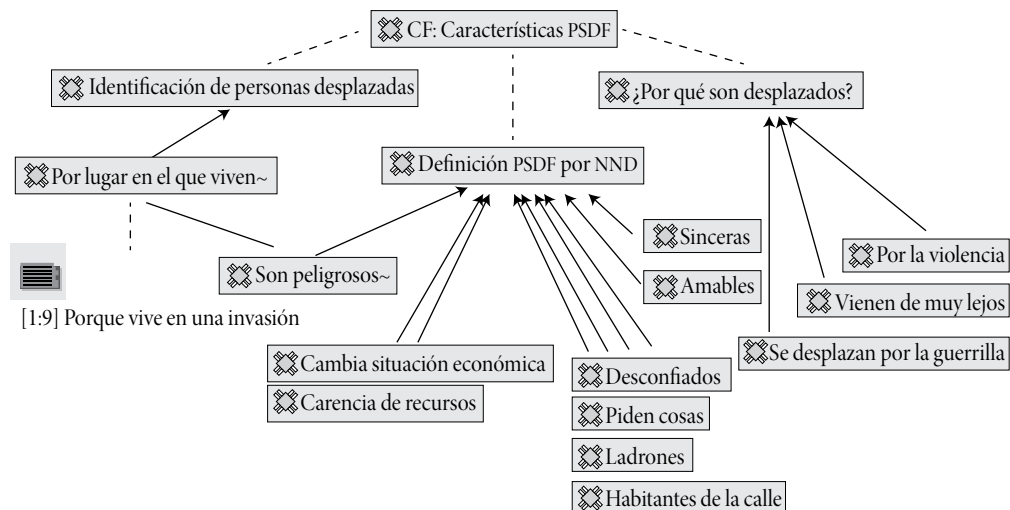 CF: Características PSDF
Identificación de personas desplazadas
¿Por qué son desplazados?
Por lugar en el que viven~
Definición PSDF por NND
Sinceras
Por la violencia
Son peligrosos~
Amables
Vienen de muy lejos
[1:9] Porque vive en una invasión
Se desplazan por la guerrilla
Cambia situación económica
Desconfiados
Carencia de recursos
Piden cosas
Ladrones
Habitantes de la calle